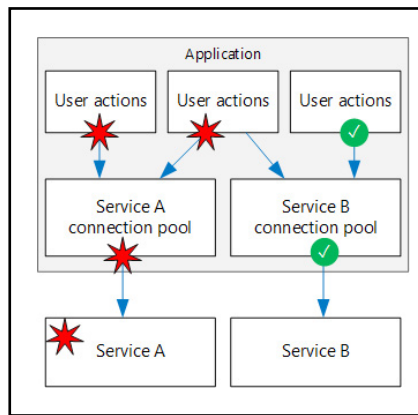 Application
User actions
User actions
User actions
Service A
connection pool
Service B
connection pool
Service A
Service B